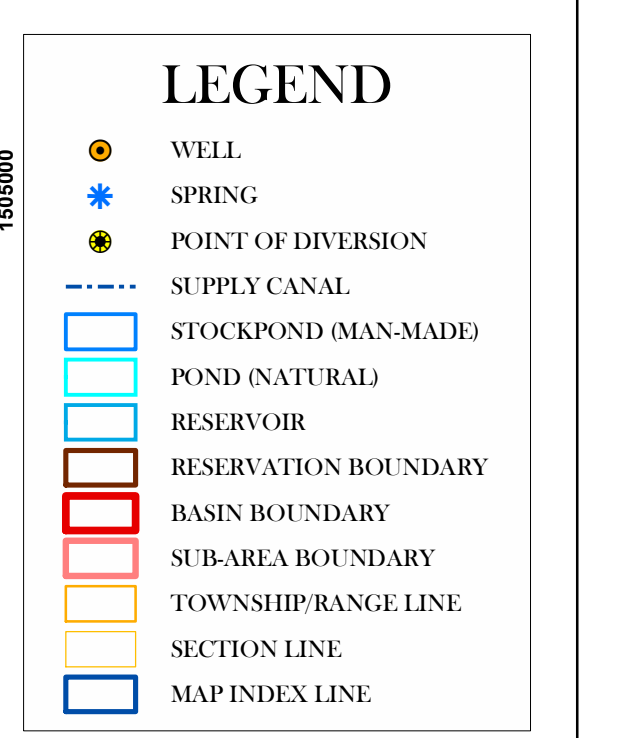 LEGEND
1505000
WELL
SPRING
POINT OF DIVERSION
SUPPLY CANAL
STOCKPOND (MAN-MADE)
POND (NATURAL)
RESERVOIR
RESERVATION BOUNDARY
BASIN BOUNDARY
SUB-AREA BOUNDARY
TOWNSHIP/RANGE LINE
SECTION LINE
MAP INDEX LINE